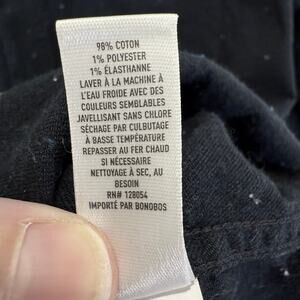 98% COTON
1% POLYESTER
1% ÉLASTHANNE
LAVER À LA MACHINE À
L'EAU FROIDE AVEC DES
COULEURS SEMBLABLES
JAVELLISANT SANS CHLORE
SÉCHAGE PAR CULBUTAGE
À BASSE TEMPÉRATURE
REPASSER AU FER CHAUD
SI NÉCESSAIRE
NETTOYAGE À SEC, AU
BESOIN
RN# 128054
IMPORTÉ PAR BONOBOS